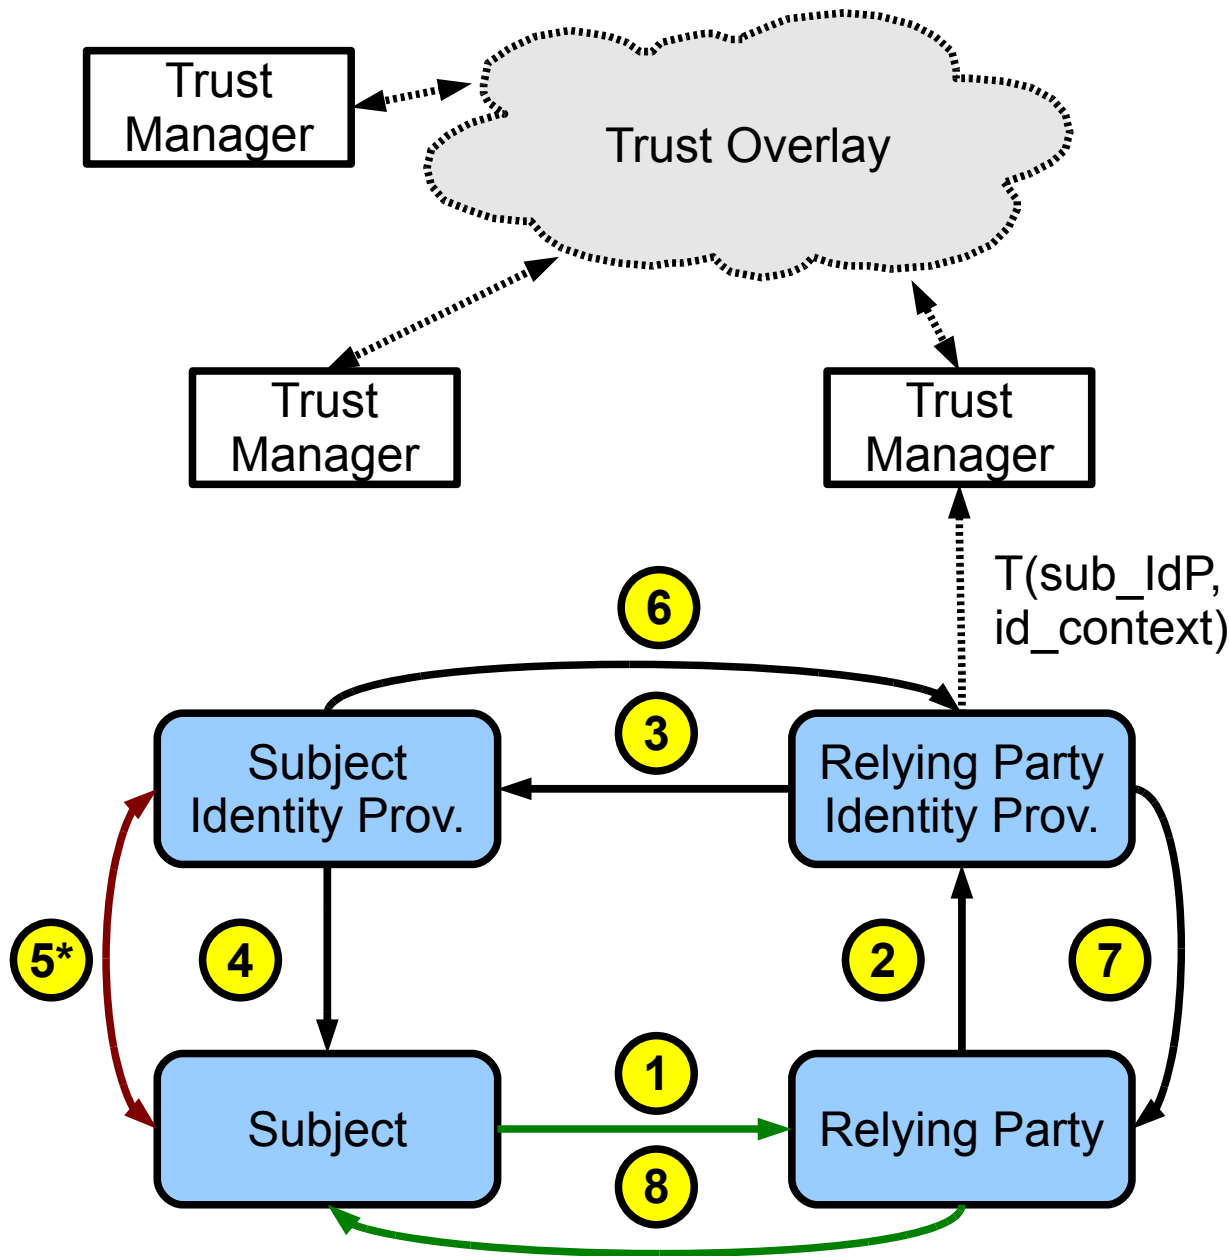 Trust
Manager
Trust Overlay
Trust
Manager
Trust
Manager
T(sub_IdP,
id_context)
6
3
Subject
Identity Prov.
Relying Party
Identity Prov.
5*
4
2
7
1
Subject
Relying Party
8